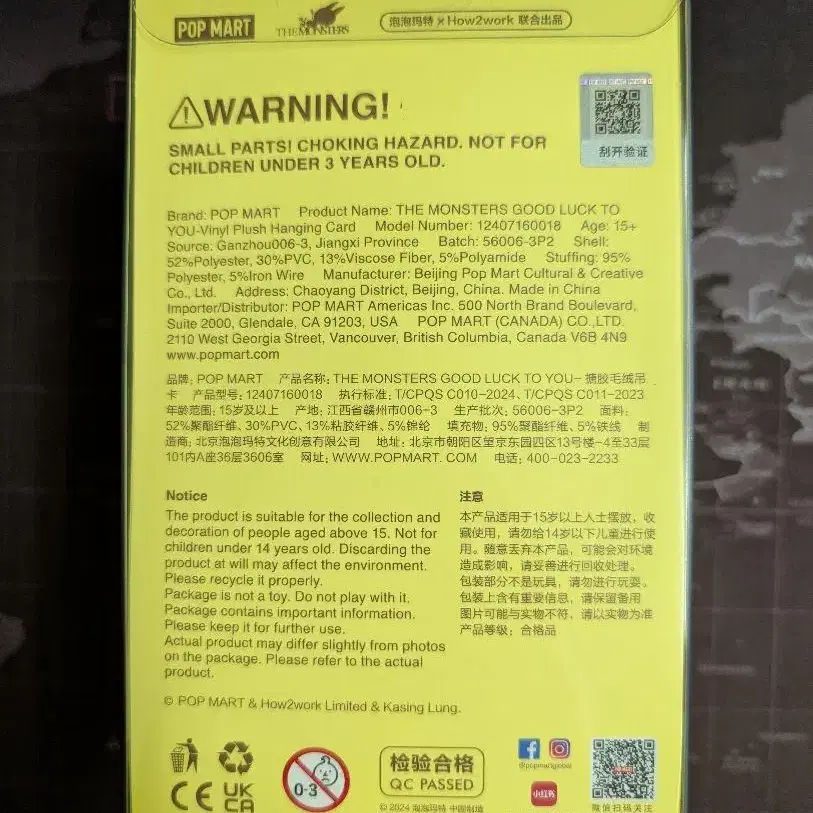 POP MART
THE MONSTERS
泡泡玛特 × How2work 联合出品
WARNING!
SMALL PARTS! CHOKING HAZARD. NOT FOR
CHILDREN UNDER 3 YEARS OLD.
刮开验证
Brand: POP MART Product Name: THE MONSTERS GOOD LUCK TO
YOU-Vinyl Plush Hanging Card Model Number: 12407160018 Age: 15+
Source: Ganzhou006-3, Jiangxi Province Batch: 56006-3P2 Shell:
52%Polyester, 30%PVC, 13%Viscose Fiber, 5%Polyamide Stuffing: 95%
Polyester, 5%Iron Wire Manufacturer: Beijing Pop Mart Cultural & Creative
Co., Ltd. Address: Chaoyang District, Beijing, China. Made in China
Importer/Distributor: POP MART Americas Inc. 500 North Brand Boulevard,
Suite 2000, Glendale, CA 91203, USA POP MART (CANADA) CO.,LTD.
2110 West Georgia Street, Vancouver, British Columbia, Canada V6B 4N9
www.popmart.com
品牌: POP MART 产品名称: THE MONSTERS GOOD LUCK TO YOU-搪胶毛绒吊
卡 产品型号: 12407160018 执行标准: T/CPQS C010-2024、T/CPQS C011-2023
年龄范围: 15岁及以上 产地: 江西省赣州市006-3 生产批次: 56006-3P2 面料:
52%聚酯纤维、30%PVC、13%粘胶纤维、5%锦纶 填充物: 95%聚酯纤维、5%铁线 制
造商: 北京泡泡玛特文化创意有限公司 地址: 北京市朝阳区望京东园四区13号楼-4至33层
101内A座36层3606室 网址: WWW.POPMART.COM 电话: 400-023-2233
Notice
The product is suitable for the collection and
decoration of people aged above 15. Not for
children under 14 years old. Discarding the
product at will may affect the environment.
Please recycle it properly.
Package is not a toy. Do not play with it.
Package contains important information.
Please keep it for further use.
Actual product may differ slightly from photos
on the package. Please refer to the actual
product.
注意
本产品适用于15岁以上人士摆放，收
藏使用，请勿给14岁以下儿童进行使
用。随意丢弃本产品，可能会对环境
造成影响，请妥善进行回收处理。
包装部分不是玩具，请勿进行玩耍。
包装上含有重要信息，请保留备用
图片可能与实物不符，请以实物为准
产品等级：合格品
© POP MART & How2work Limited & Kasing Lung.
CE
UK
CA
0-3
检验合格
QC PASSED
© 2024 泡泡玛特 中国制造
@popmartglobal
小红书
微信扫码关注